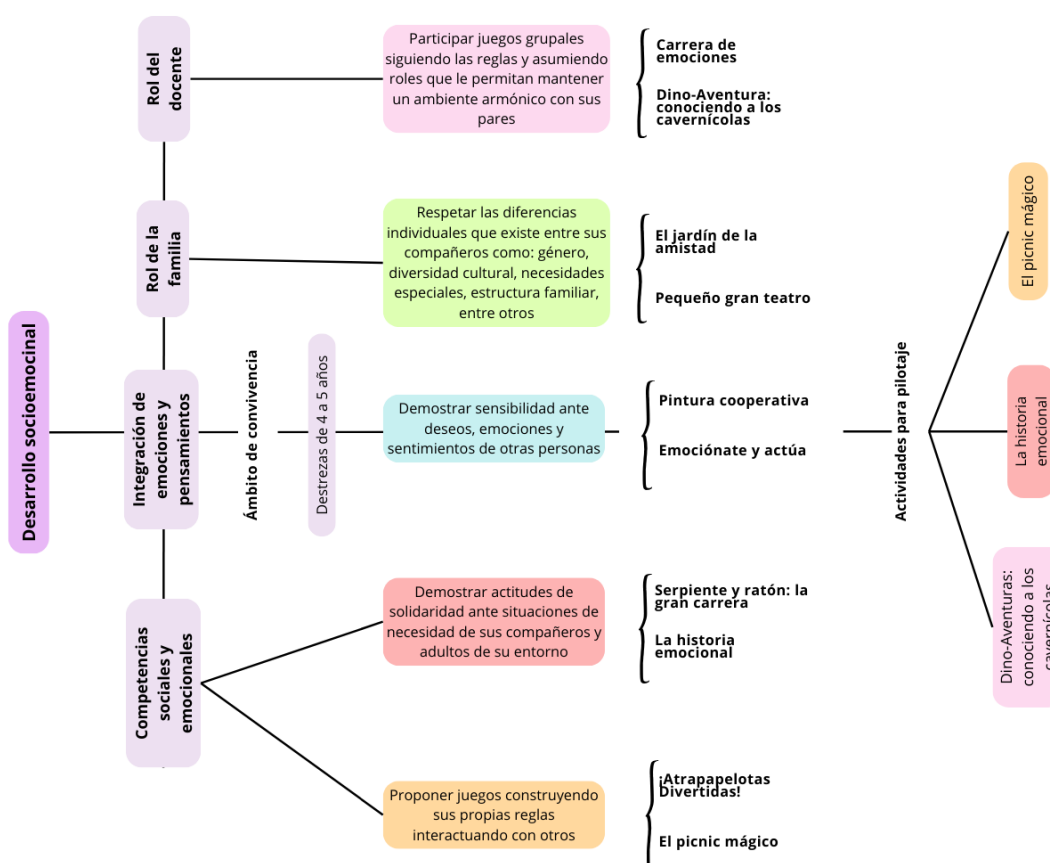 Desarrollo socioemocinal
Rol del
docente
Rol de la
familia
Integración de
emociones y
pensamientos
Competencias
sociales y
emocionales
Ámbito de convivencia
Destrezas de 4 a 5 años
Participar juegos grupales
siguiendo las reglas y asumiendo
roles que le permitan mantener
un ambiente armónico con sus
pares
Carrera de
emociones
Dino-Aventura:
conociendo a los
cavernícolas
Respetar las diferencias
individuales que existe entre sus
compañeros como: género,
diversidad cultural, necesidades
especiales, estructura familiar,
entre otros
El jardín de la
amistad
Pequeño gran teatro
Demostrar sensibilidad ante
deseos, emociones y
sentimientos de otras personas
Pintura cooperativa
Emociónate y actúa
Demostrar actitudes de
solidaridad ante situaciones de
necesidad de sus compañeros y
adultos de su entorno
Serpiente y ratón: la
gran carrera
La historia
emocional
Proponer juegos construyendo
sus propias reglas
interactuando con otros
¡Atrapapelotas
Divertidas!
El picnic mágico
Actividades para pilotaje
El picnic mágico
La historia
emocional
Dino-Aventuras:
conociendo a los
cavernícolas